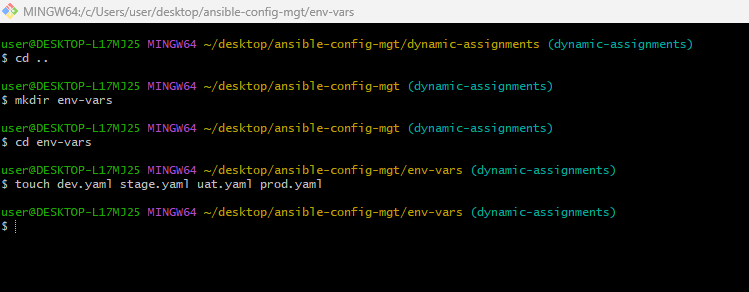 MINGW64:/c/Users/user/desktop/ansible-config-mgt/env-vars
user@DESKTOP-L17MJ25 MINGW64 ~/desktop/ansible-config-mgt/dynamic-assignments (dynamic-assignments)
$ cd ..
user@DESKTOP-L17MJ25 MINGW64 ~/desktop/ansible-config-mgt (dynamic-assignments)
$ mkdir env-vars
user@DESKTOP-L17MJ25 MINGW64 ~/desktop/ansible-config-mgt (dynamic-assignments)
$ cd env-vars
user@DESKTOP-L17MJ25 MINGW64 ~/desktop/ansible-config-mgt/env-vars (dynamic-assignments)
$ touch dev.yaml stage.yaml uat.yaml prod.yaml
user@DESKTOP-L17MJ25 MINGW64 ~/desktop/ansible-config-mgt/env-vars (dynamic-assignments)
$